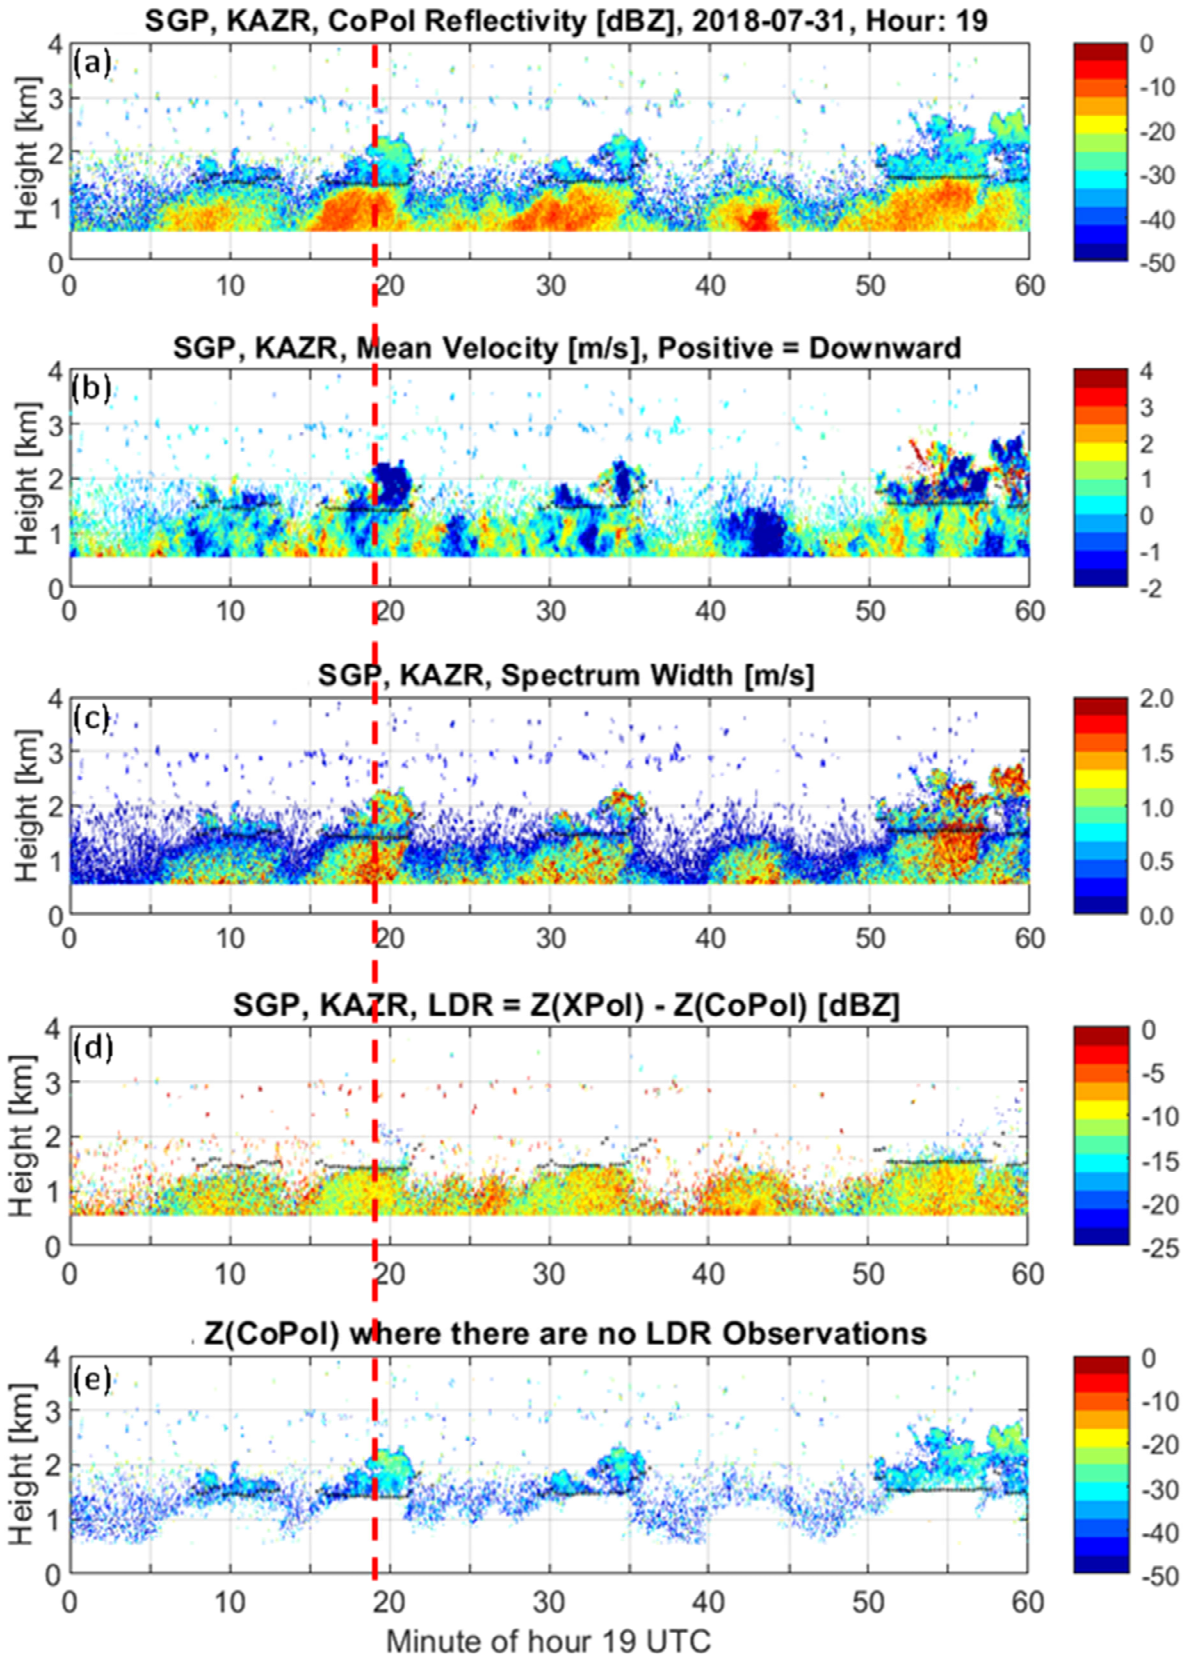 SGP, KAZR, CoPol Reflectivity [dBZ], 2018-07-31, Hour: 19
(a)
Height [km]
4
3
2
1
0
0 10 20 30 40 50 60
0
-10
-20
-30
-40
-50
SGP, KAZR, Mean Velocity [m/s], Positive = Downward
(b)
Height [km]
4
3
2
1
0
0 10 20 30 40 50 60
4
3
2
1
0
-1
-2
SGP, KAZR, Spectrum Width [m/s]
(c)
Height [km]
4
3
2
1
0
0 10 20 30 40 50 60
2.0
1.5
1.0
0.5
0.0
SGP, KAZR, LDR = Z(XPol) - Z(CoPol) [dBZ]
(d)
Height [km]
4
3
2
1
0
0 10 20 30 40 50 60
0
-5
-10
-15
-20
-25
Z(CoPol) where there are no LDR Observations
(e)
Height [km]
4
3
2
1
0
0 10 20 30 40 50 60
0
-10
-20
-30
-40
-50
Minute of hour 19 UTC